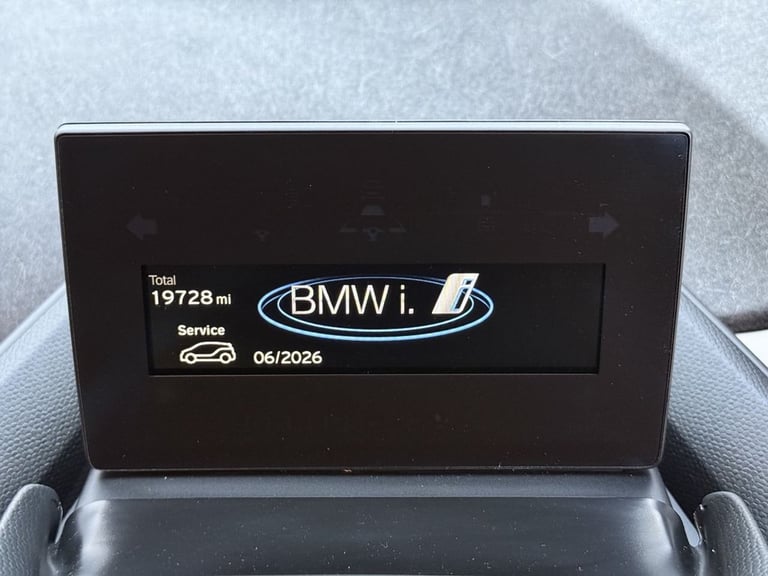 Total
19728 mi
BMW i.
i
Service
06/2026